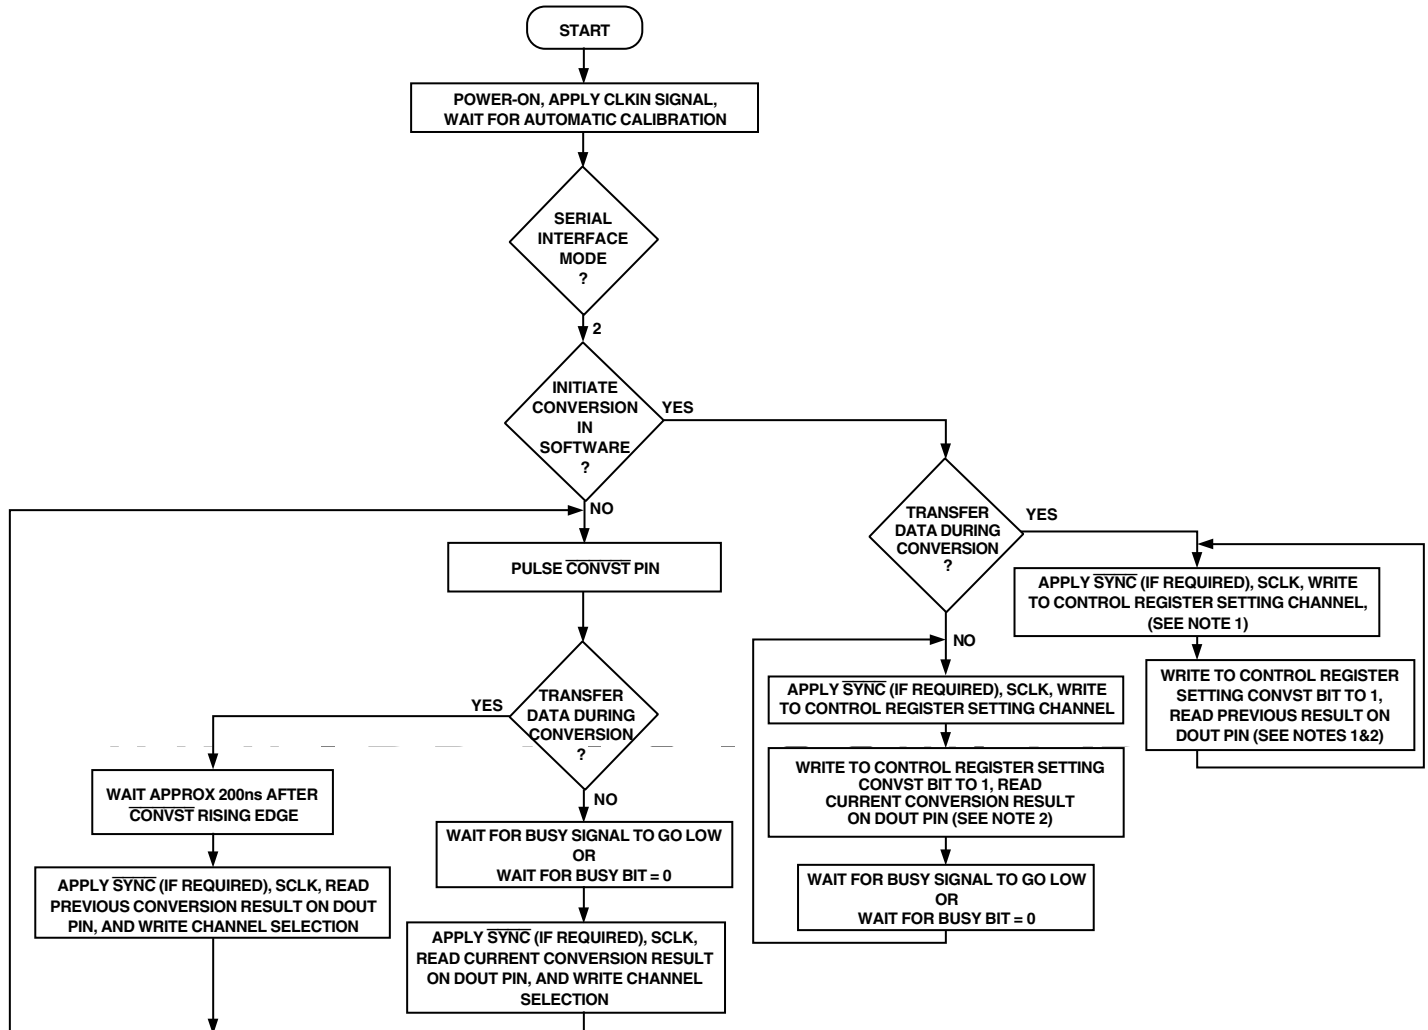 START
POWER-ON, APPLY CLKIN SIGNAL,
WAIT FOR AUTOMATIC CALIBRATION
SERIAL
INTERFACE
MODE
?
2
INITIATE
CONVERSION
IN
SOFTWARE
?
YES
NO
PULSE CONVST PIN
TRANSFER
DATA DURING
CONVERSION
?
YES
NO
WAIT APPROX 200ns AFTER
CONVST RISING EDGE
APPLY SYNC (IF REQUIRED), SCLK, READ
PREVIOUS CONVERSION RESULT ON DOUT
PIN, AND WRITE CHANNEL SELECTION
WAIT FOR BUSY SIGNAL TO GO LOW
OR
WAIT FOR BUSY BIT = 0
APPLY SYNC (IF REQUIRED), SCLK,
READ CURRENT CONVERSION RESULT
ON DOUT PIN, AND WRITE CHANNEL
SELECTION
TRANSFER
DATA DURING
CONVERSION
?
YES
NO
APPLY SYNC (IF REQUIRED), SCLK, WRITE
TO CONTROL REGISTER SETTING CHANNEL
WRITE TO CONTROL REGISTER SETTING
CONVST BIT TO 1, READ
CURRENT CONVERSION RESULT
ON DOUT PIN (SEE NOTE 2)
WAIT FOR BUSY SIGNAL TO GO LOW
OR
WAIT FOR BUSY BIT = 0
APPLY SYNC (IF REQUIRED), SCLK, WRITE
TO CONTROL REGISTER SETTING CHANNEL,
(SEE NOTE 1)
WRITE TO CONTROL REGISTER
SETTING CONVST BIT TO 1,
READ PREVIOUS RESULT ON
DOUT PIN (SEE NOTES 1&2)